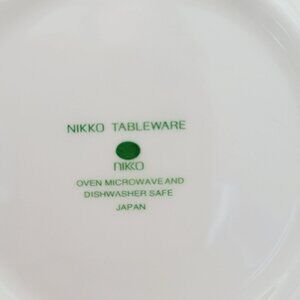 NIKKO TABLEWARE
NIKKO
OVEN MICROWAVE AND
DISHWASHER SAFE
JAPAN